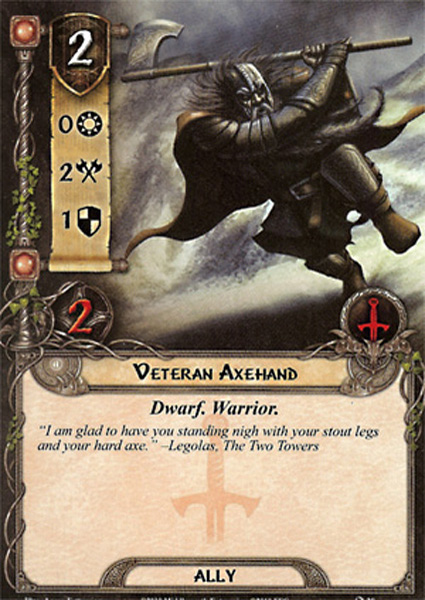 2
0
2
1
2
Veteran Axehand
Dwarf. Warrior.
"I am glad to have you standing nigh with your stout legs
and your hard axe." –Legolas, The Two Towers
ALLY